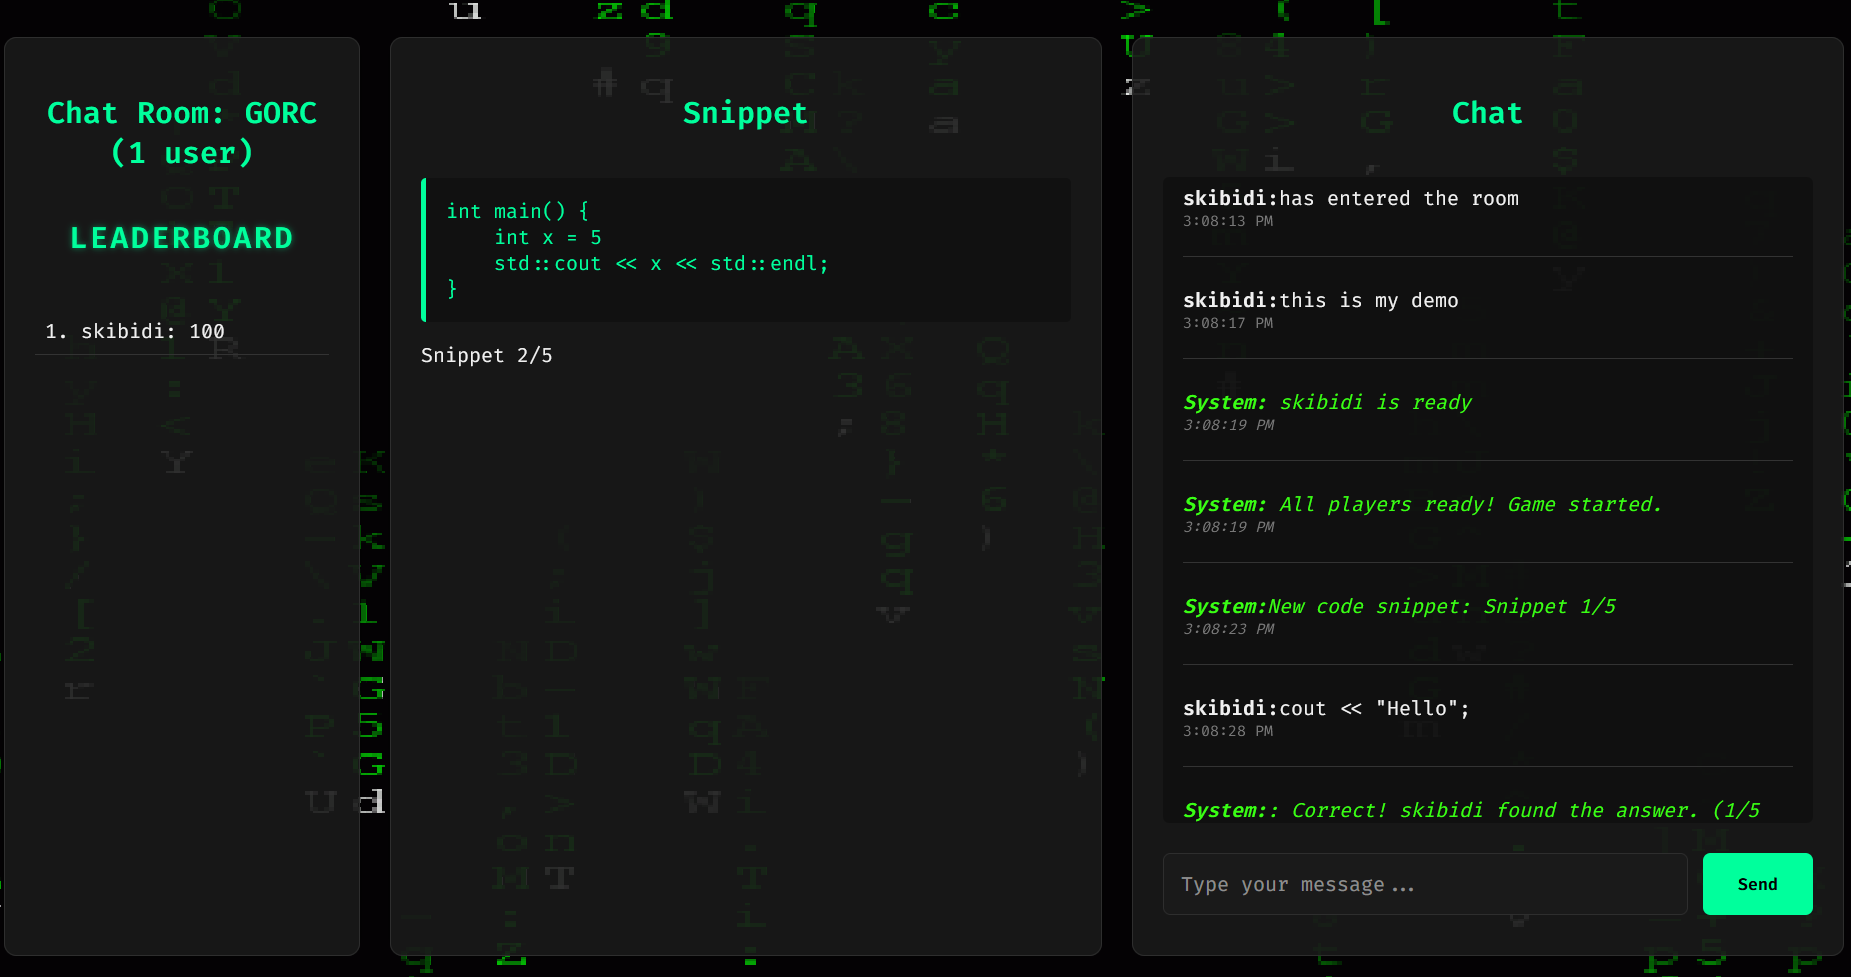 Chat Room: GORC
(1 user)
LEADERBOARD
1. skibidi: 100
Snippet
int main() {
    int x = 5
    std::cout << x << std::endl;
}
Snippet 2/5
Chat
skibidi:has entered the room
3:08:13 PM
skibidi:this is my demo
3:08:17 PM
System: skibidi is ready
3:08:19 PM
System: All players ready! Game started.
3:08:19 PM
System:New code snippet: Snippet 1/5
3:08:23 PM
skibidi:cout << "Hello";
3:08:28 PM
System:: Correct! skibidi found the answer. (1/5
Type your message...
Send